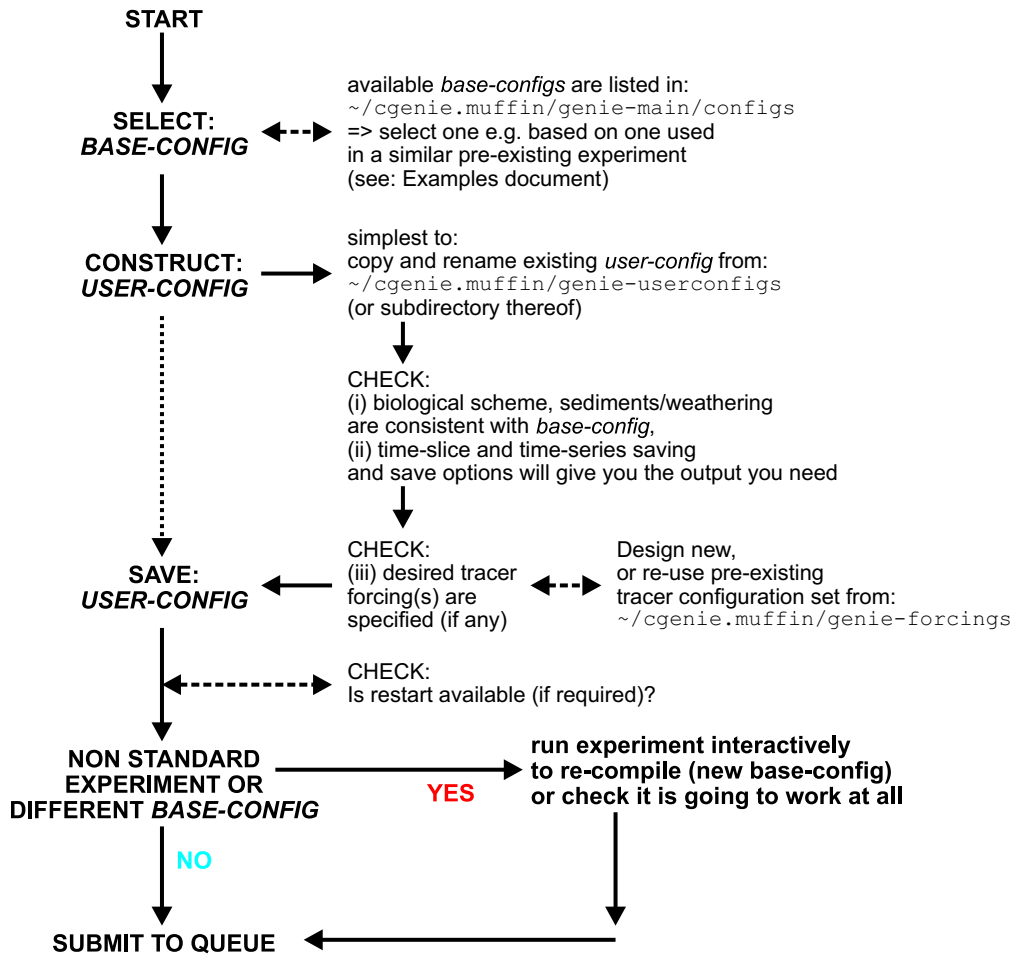 START
SELECT:
BASE-CONFIG
available base-configs are listed in:
~/cgenie.muffin/genie-main/configs
=> select one e.g. based on one used
in a similar pre-existing experiment
(see: Examples document)
CONSTRUCT:
USER-CONFIG
simplest to:
copy and rename existing user-config from:
~/cgenie.muffin/genie-userconfigs
(or subdirectory thereof)
CHECK:
(i) biological scheme, sediments/weathering
are consistent with base-config,
(ii) time-slice and time-series saving
and save options will give you the output you need
SAVE:
USER-CONFIG
CHECK:
(iii) desired tracer
forcing(s) are
specified (if any)
Design new,
or re-use pre-existing
tracer configuration set from:
~/cgenie.muffin/genie-forcings
CHECK:
Is restart available (if required)?
NON STANDARD
EXPERIMENT OR
DIFFERENT BASE-CONFIG
YES
run experiment interactively
to re-compile (new base-config)
or check it is going to work at all
NO
SUBMIT TO QUEUE